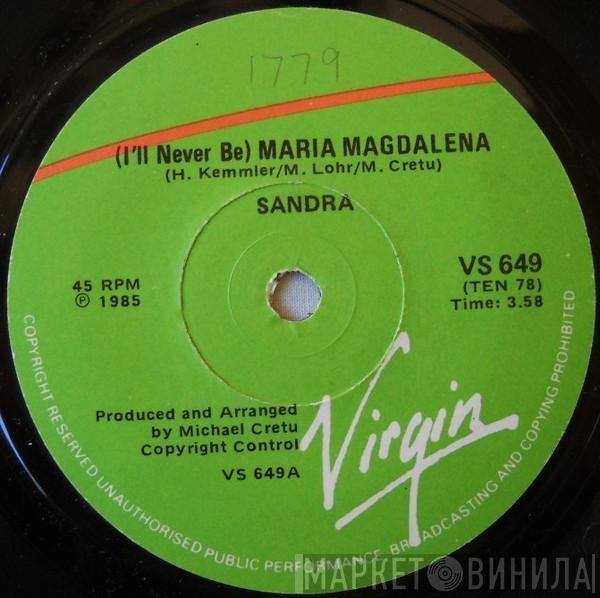 1779
(I'll Never Be) MARIA MAGDALENA
(H. Kemmler/M. Lohr/M. Cretu)
SANDRA
45 RPM
℗ 1985
VS 649
(TEN 78)
Time: 3.58
Produced and Arranged
by Michael Cretu
Copyright Control
VS 649A
Virgin
COPYRIGHT RESERVED UNAUTHORISED PUBLIC PERFORMANCE, BROADCASTING AND COPYING PROHIBITED
МАРКЕТ ВИНИЛА